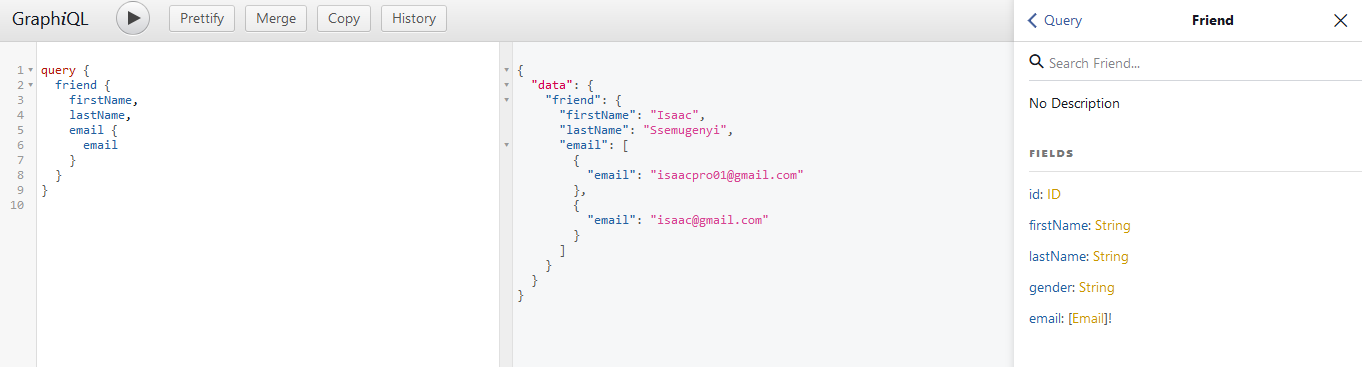 GraphiQL Prettify Merge Copy History
1 query {
2 friend {
3 firstName,
4 lastName,
5 email {
6 email
7 }
8 }
9 }
10
{
"data": {
"friend": {
"firstName": "Isaac",
"lastName": "Ssemugenyi",
"email": [
{
"email": "isaacpro01@gmail.com"
},
{
"email": "isaac@gmail.com"
}
]
}
}
}
Query Friend
Search Friend...
No Description
FIELDS
id: ID
firstName: String
lastName: String
gender: String
email: [Email]!